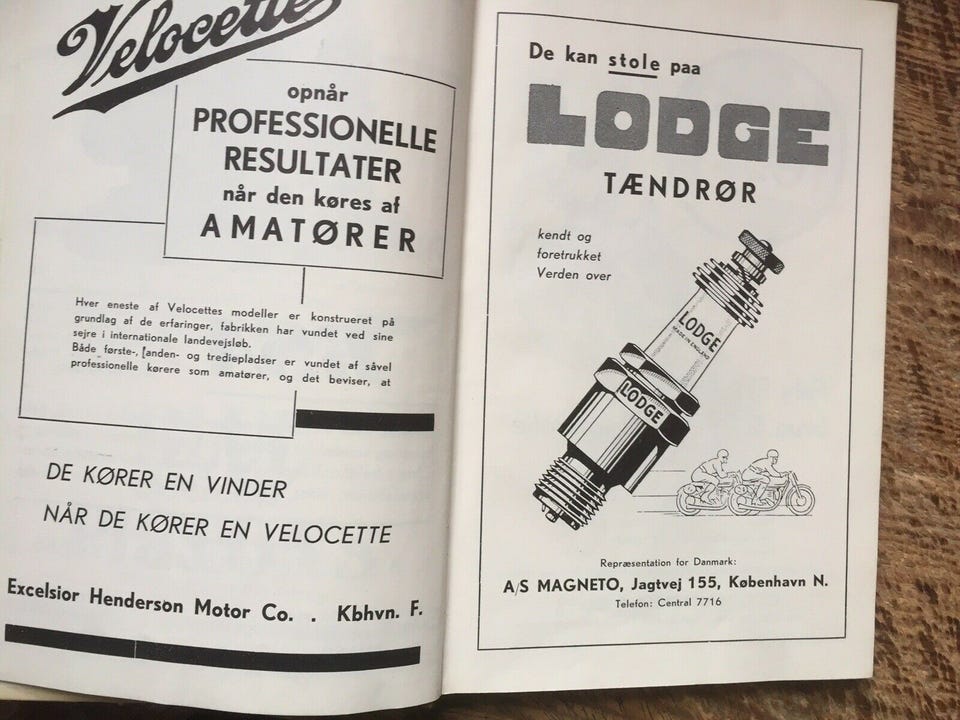 Velocette
opnår
PROFESSIONELLE
RESULTATER
når den køres af
AMATØRER
Hver eneste af Velocettes modeller er konstrueret på
grundlag af de erfaringer, fabrikken har vundet ved sine
sejre i internationale landevejsløb.
Både første-, anden- og trediepladser er vundet af såvel
professionelle kørere som amatører, og det beviser, at
DE KØRER EN VINDER
NÅR DE KØRER EN VELOCETTE
Excelsior Henderson Motor Co. . Kbhvn. F.
De kan stole paa
LODGE
TÆNDRØR
kendt og
foretrukket
Verden over
LODGE
MADE IN ENGLAND
LODGE
Repræsentation for Danmark:
A/S MAGNETO, Jagtvej 155, København N.
Telefon: Central 7716